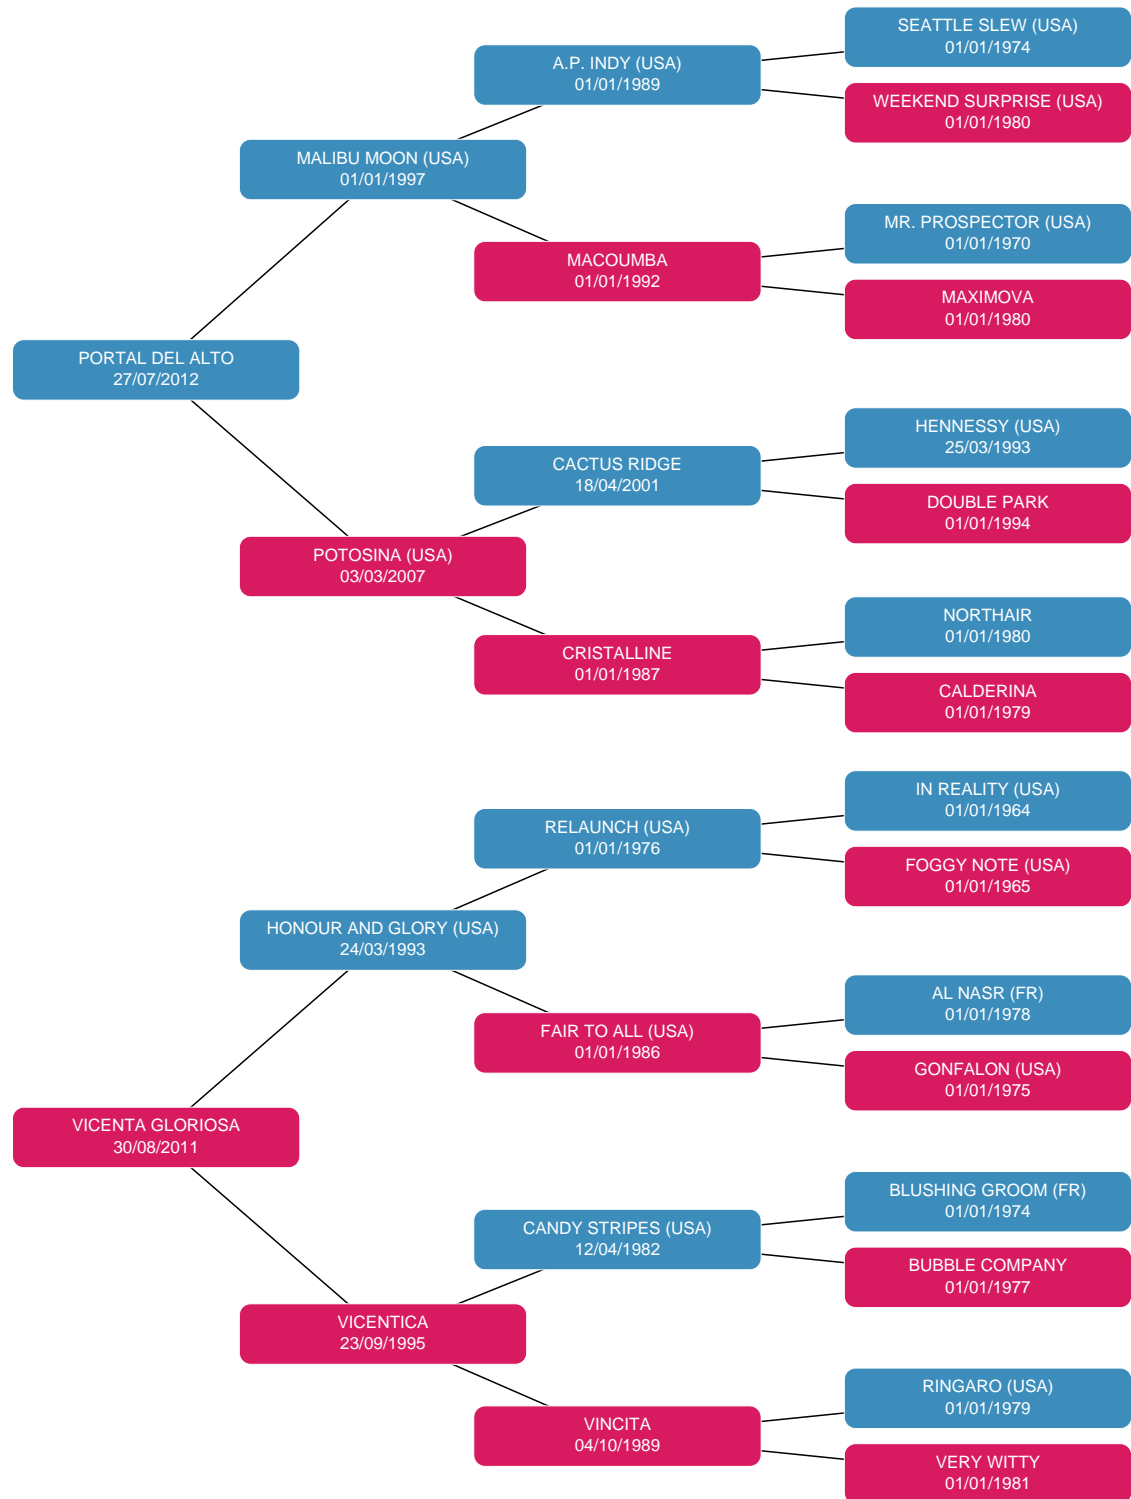 SEATTLE SLEW (USA)
01/01/1974
A.P. INDY (USA)
01/01/1989
WEEKEND SURPRISE (USA)
01/01/1980
MALIBU MOON (USA)
01/01/1997
MR. PROSPECTOR (USA)
01/01/1970
MACOUMBA
01/01/1992
MAXIMOVA
01/01/1980
PORTAL DEL ALTO
27/07/2012
HENNESSY (USA)
25/03/1993
CACTUS RIDGE
18/04/2001
DOUBLE PARK
01/01/1994
POTOSINA (USA)
03/03/2007
NORTHAIR
01/01/1980
CRISTALLINE
01/01/1987
CALDERINA
01/01/1979
IN REALITY (USA)
01/01/1964
RELAUNCH (USA)
01/01/1976
FOGGY NOTE (USA)
01/01/1965
HONOUR AND GLORY (USA)
24/03/1993
AL NASR (FR)
01/01/1978
FAIR TO ALL (USA)
01/01/1986
GONFALON (USA)
01/01/1975
VICENTA GLORIOSA
30/08/2011
BLUSHING GROOM (FR)
01/01/1974
CANDY STRIPES (USA)
12/04/1982
BUBBLE COMPANY
01/01/1977
VICENTICA
23/09/1995
RINGARO (USA)
01/01/1979
VINCITA
04/10/1989
VERY WITTY
01/01/1981